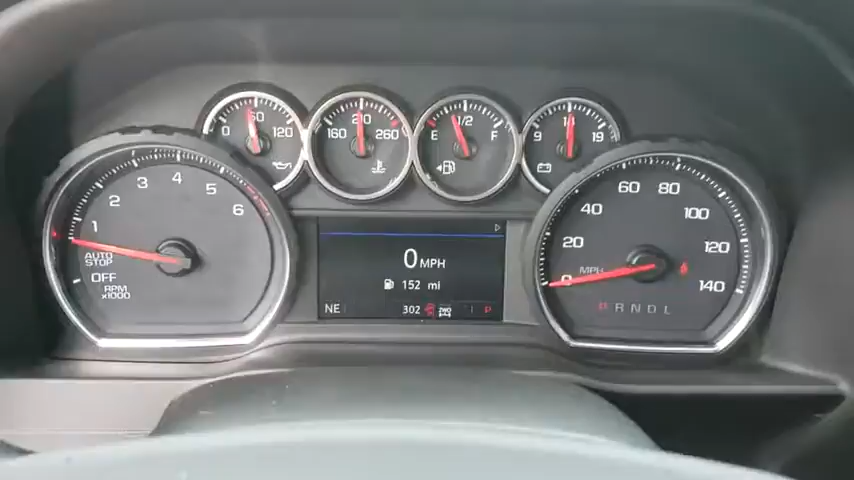 0 60 120
160 210 260
E 1/2 F
9 14 19
1 2 3 4 5 6
AUTO
STOP
OFF
RPM
x1000
0 MPH
152 mi
NE 302 2WD P
0 20 40 60 80 100 120 140
MPH
P R N D L